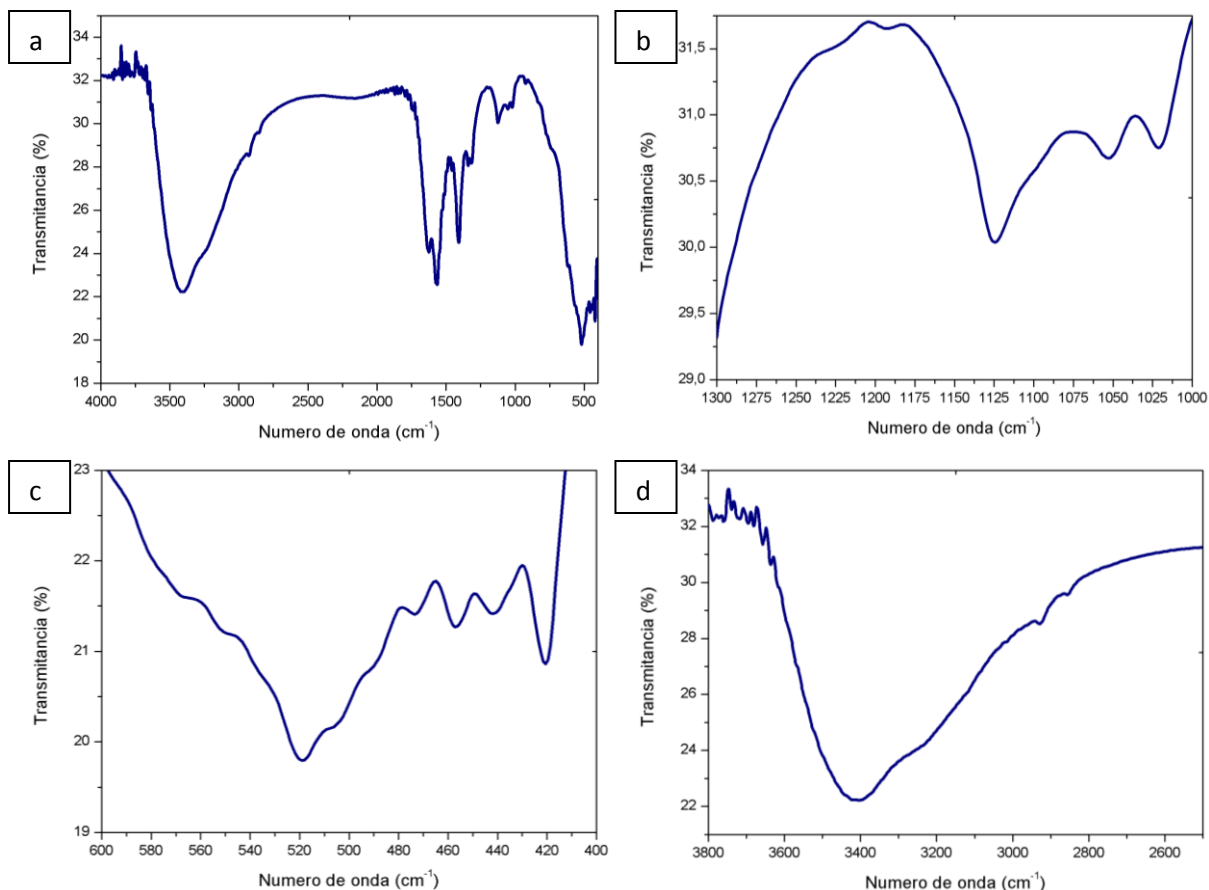 a
34
32
30
28
26
24
22
20
18
Transmitancia (%)
4000 3500 3000 2500 2000 1500 1000 500
Numero de onda (cm⁻¹)
b
31,5
31,0
30,5
30,0
29,5
29,0
Transmitancia (%)
1300 1275 1250 1225 1200 1175 1150 1125 1100 1075 1050 1025 1000
Numero de onda (cm⁻¹)
c
23
22
21
20
19
Transmitancia (%)
600 580 560 540 520 500 480 460 440 420 400
Numero de onda (cm⁻¹)
d
34
32
30
28
26
24
22
Transmitancia (%)
3800 3600 3400 3200 3000 2800 2600
Numero de onda (cm⁻¹)